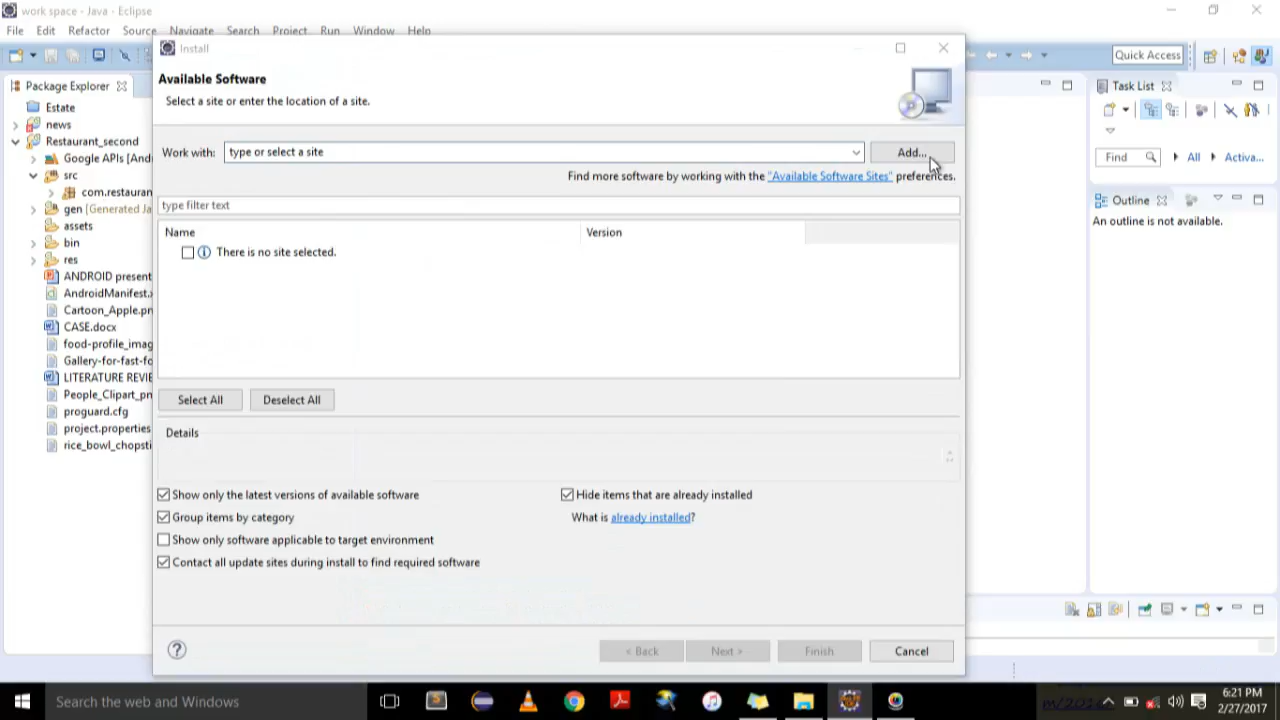 work space - Java - Eclipse
File Edit Refactor Source Navigate Search Project Run Window Help
Install
Quick Access
Package Explorer
Task List
Available Software
Select a site or enter the location of a site.
Estate
news
Restaurant_second
Google APIs [And
src
com.restauran
gen [Generated Ja
assets
bin
res
ANDROID present
AndroidManifest.x
Cartoon_Apple.pn
CASE.docx
food-profile_imag
Gallery-for-fast-fo
LITERATURE REVIE
People_Clipart_pn
proguard.cfg
project.properties
rice_bowl_chopsti
Work with: type or select a site Add...
Find more software by working with the "Available Software Sites" preferences.
type filter text
Name Version
There is no site selected.
Select All Deselect All
Details
Show only the latest versions of available software
Hide items that are already installed
Group items by category
What is already installed?
Show only software applicable to target environment
Contact all update sites during install to find required software
< Back Next > Finish Cancel
Find All Activa...
Outline
An outline is not available.
Search the web and Windows
6:21 PM
2/27/2017